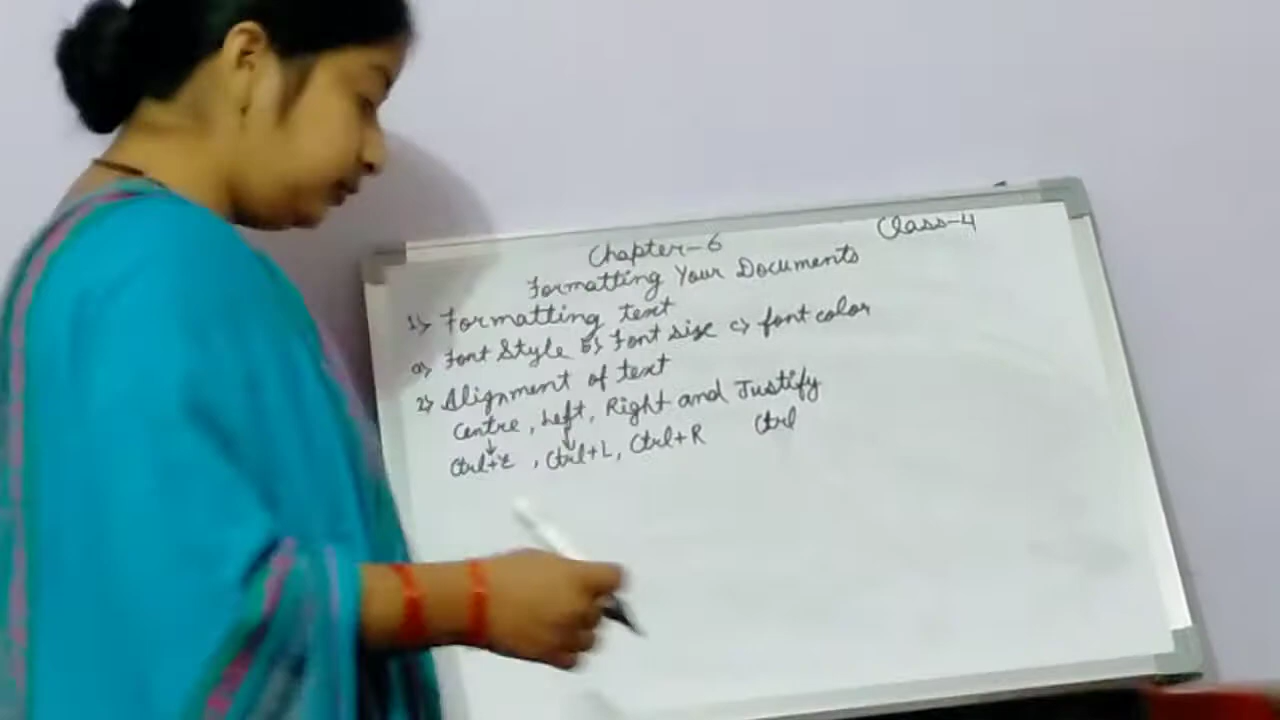 Class-4
Chapter-6
Formatting Your Documents
1) Formatting text
a) Font Style b) Font size c) font color
2) Alignment of text
Centre, Left, Right and Justify
Ctrl+E, Ctrl+L, Ctrl+R Ctrl